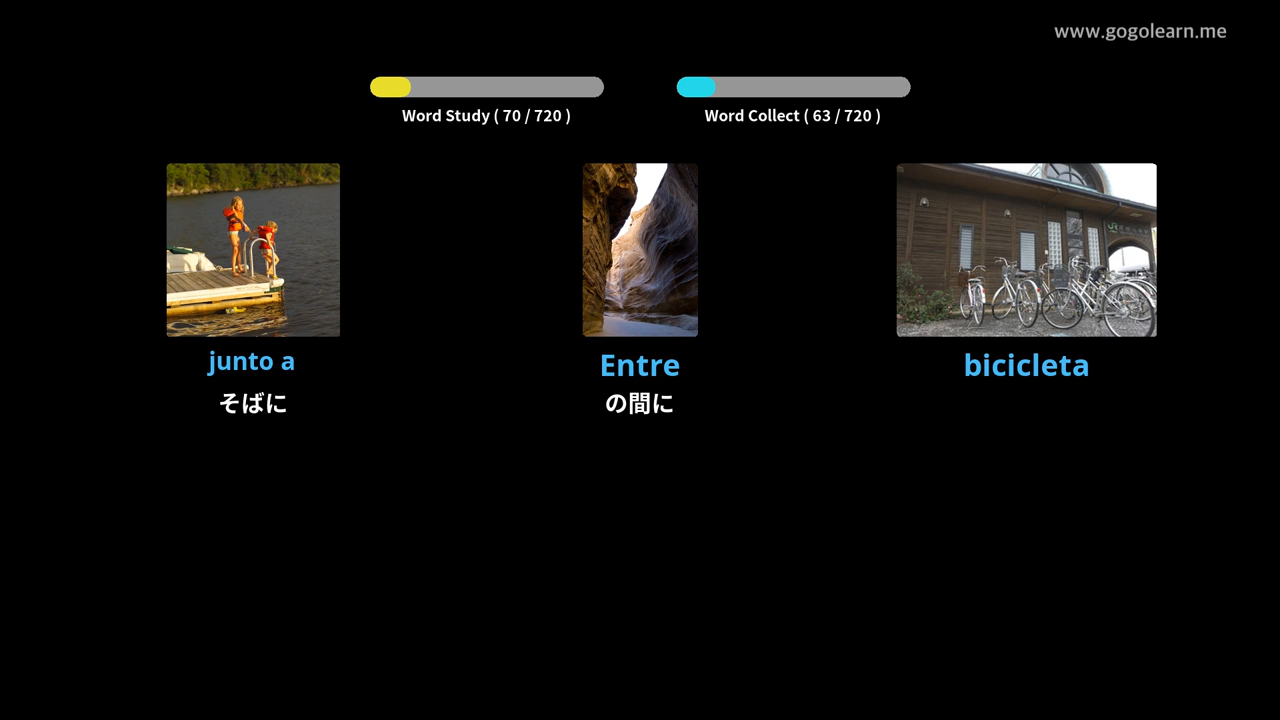 www.gogolearn.me
Word Study ( 70 / 720 )
Word Collect ( 63 / 720 )
junto a
そばに
Entre
の間に
bicicleta
JR